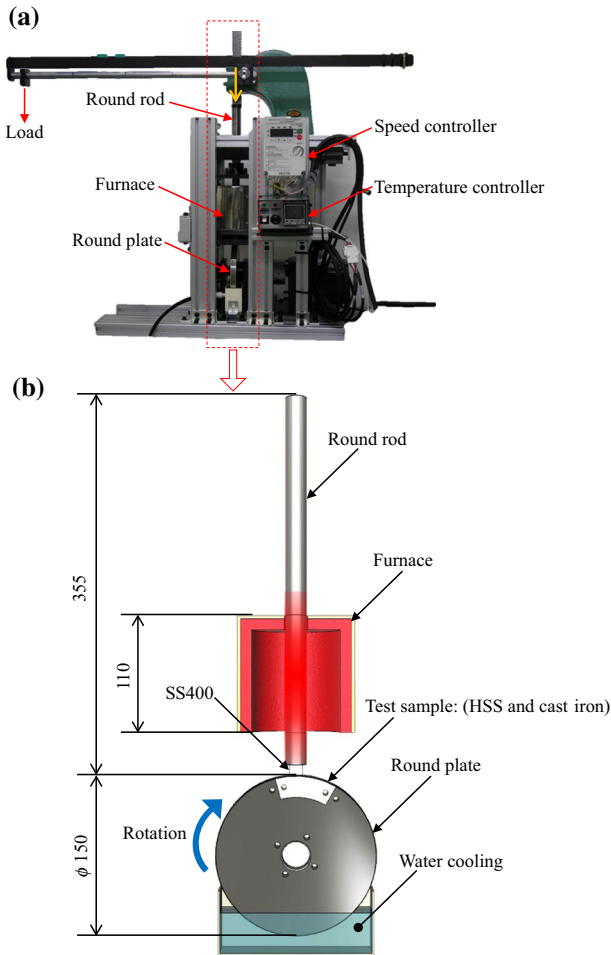 (a)
Round rod
Load
Speed controller
Furnace
Temperature controller
Round plate
(b)
Round rod
355
Furnace
110
SS400
Test sample: (HSS and cast iron)
Round plate
Rotation
ϕ 150
Water cooling